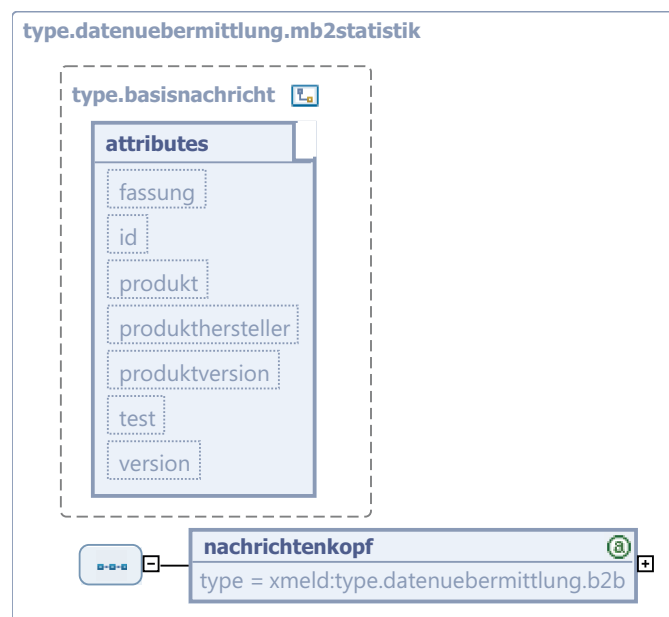 type.datenuebermittlung.mb2statistik
type.basisnachricht
attributes
fassung
id
produkt
produkthersteller
produktversion
test
version
nachrichtenkopf
a
type = xmeld:type.datenuebermittlung.b2b